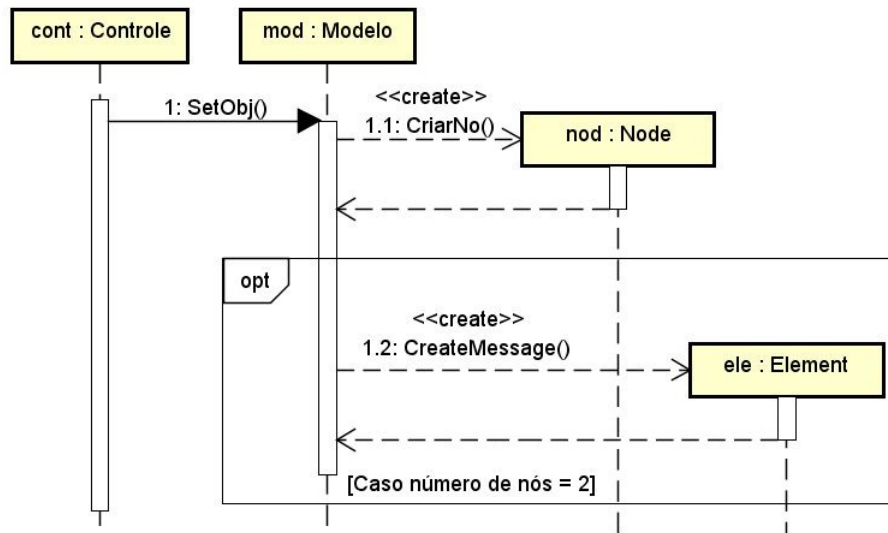 cont : Controle
mod : Modelo
<<create>>
1: SetObj()
1.1: CriarNo()
nod : Node
opt
<<create>>
1.2: CreateMessage()
ele : Element
[Caso número de nós = 2]